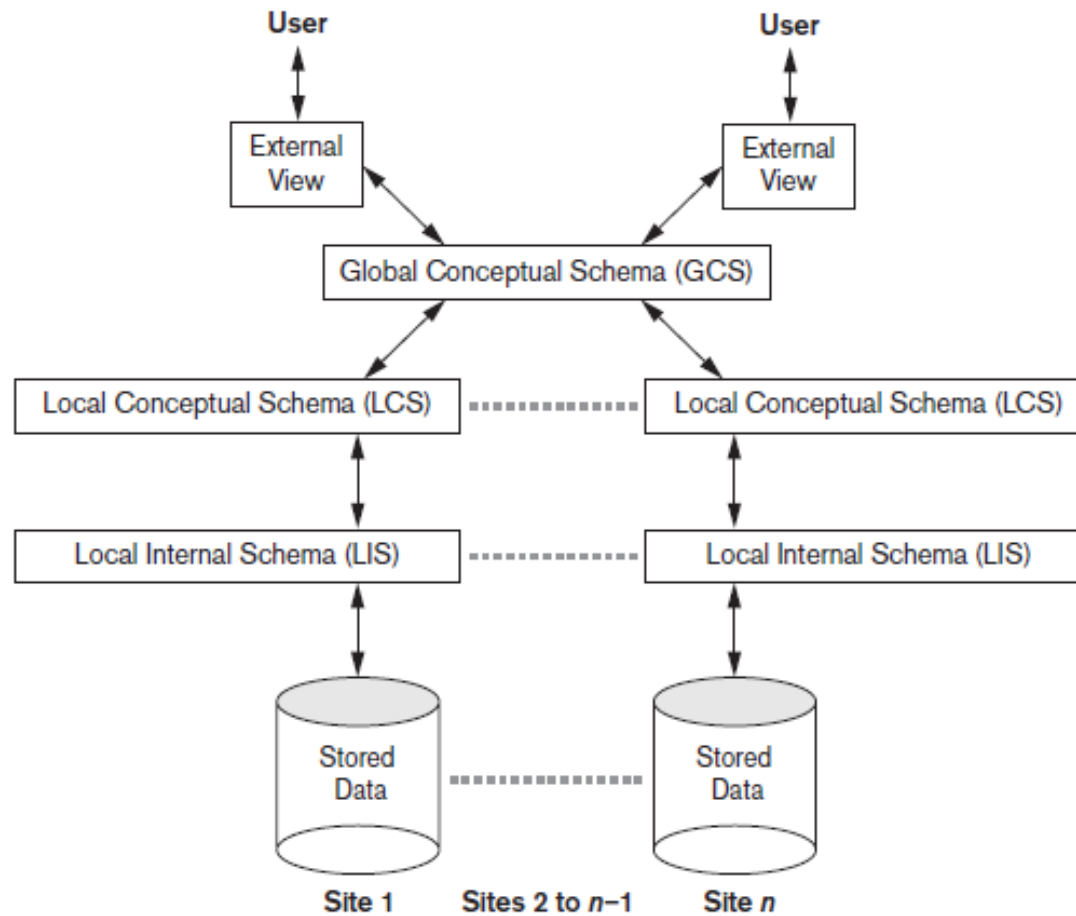 User User
External
View
External
View
Global Conceptual Schema (GCS)
Local Conceptual Schema (LCS) Local Conceptual Schema (LCS)
Local Internal Schema (LIS) Local Internal Schema (LIS)
Stored
Data
Stored
Data
Site 1 Sites 2 to n–1 Site n